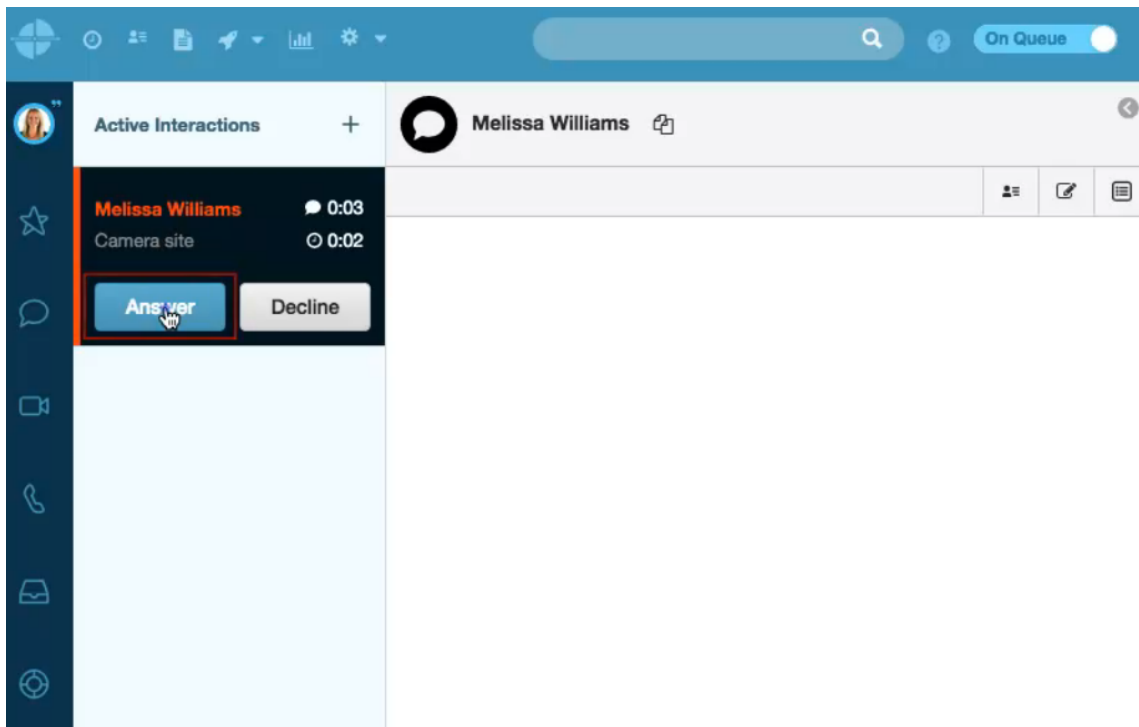 On Queue
Active Interactions
Melissa Williams
Melissa Williams 0:03
Camera site 0:02
Answer Decline